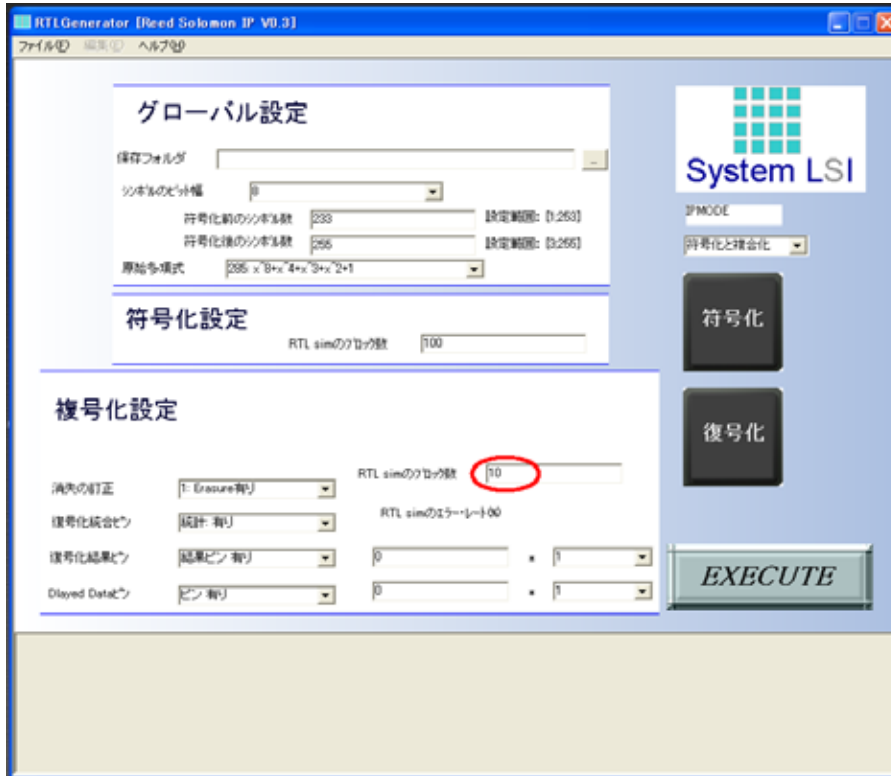 RTLGenerator [Reed Solomon IP V0.3]
ファイル(F) 編集(E) ヘルプ(H)
グローバル設定
保存フォルダ
...
シンボルのビット幅 8
符号化前のシンボル数 233 設定範囲: [1:253]
符号化後のシンボル数 255 設定範囲: [3:255]
原始多項式 285: x^8+x^4+x^3+x^2+1
符号化設定
RTL simのブロック数 100
複号化設定
RTL simのブロック数 10
消失の訂正 1: Erasure有り
RTL simのエラー・レート(%)
復号化統合ピン 統計: 有り
復号化結果ピン 結果ピン: 有り 0 * 1
Dlayed Dataピン ピン: 有り 0 * 1
System LSI
IPMODE
符号化と複合化
符号化
復号化
EXECUTE